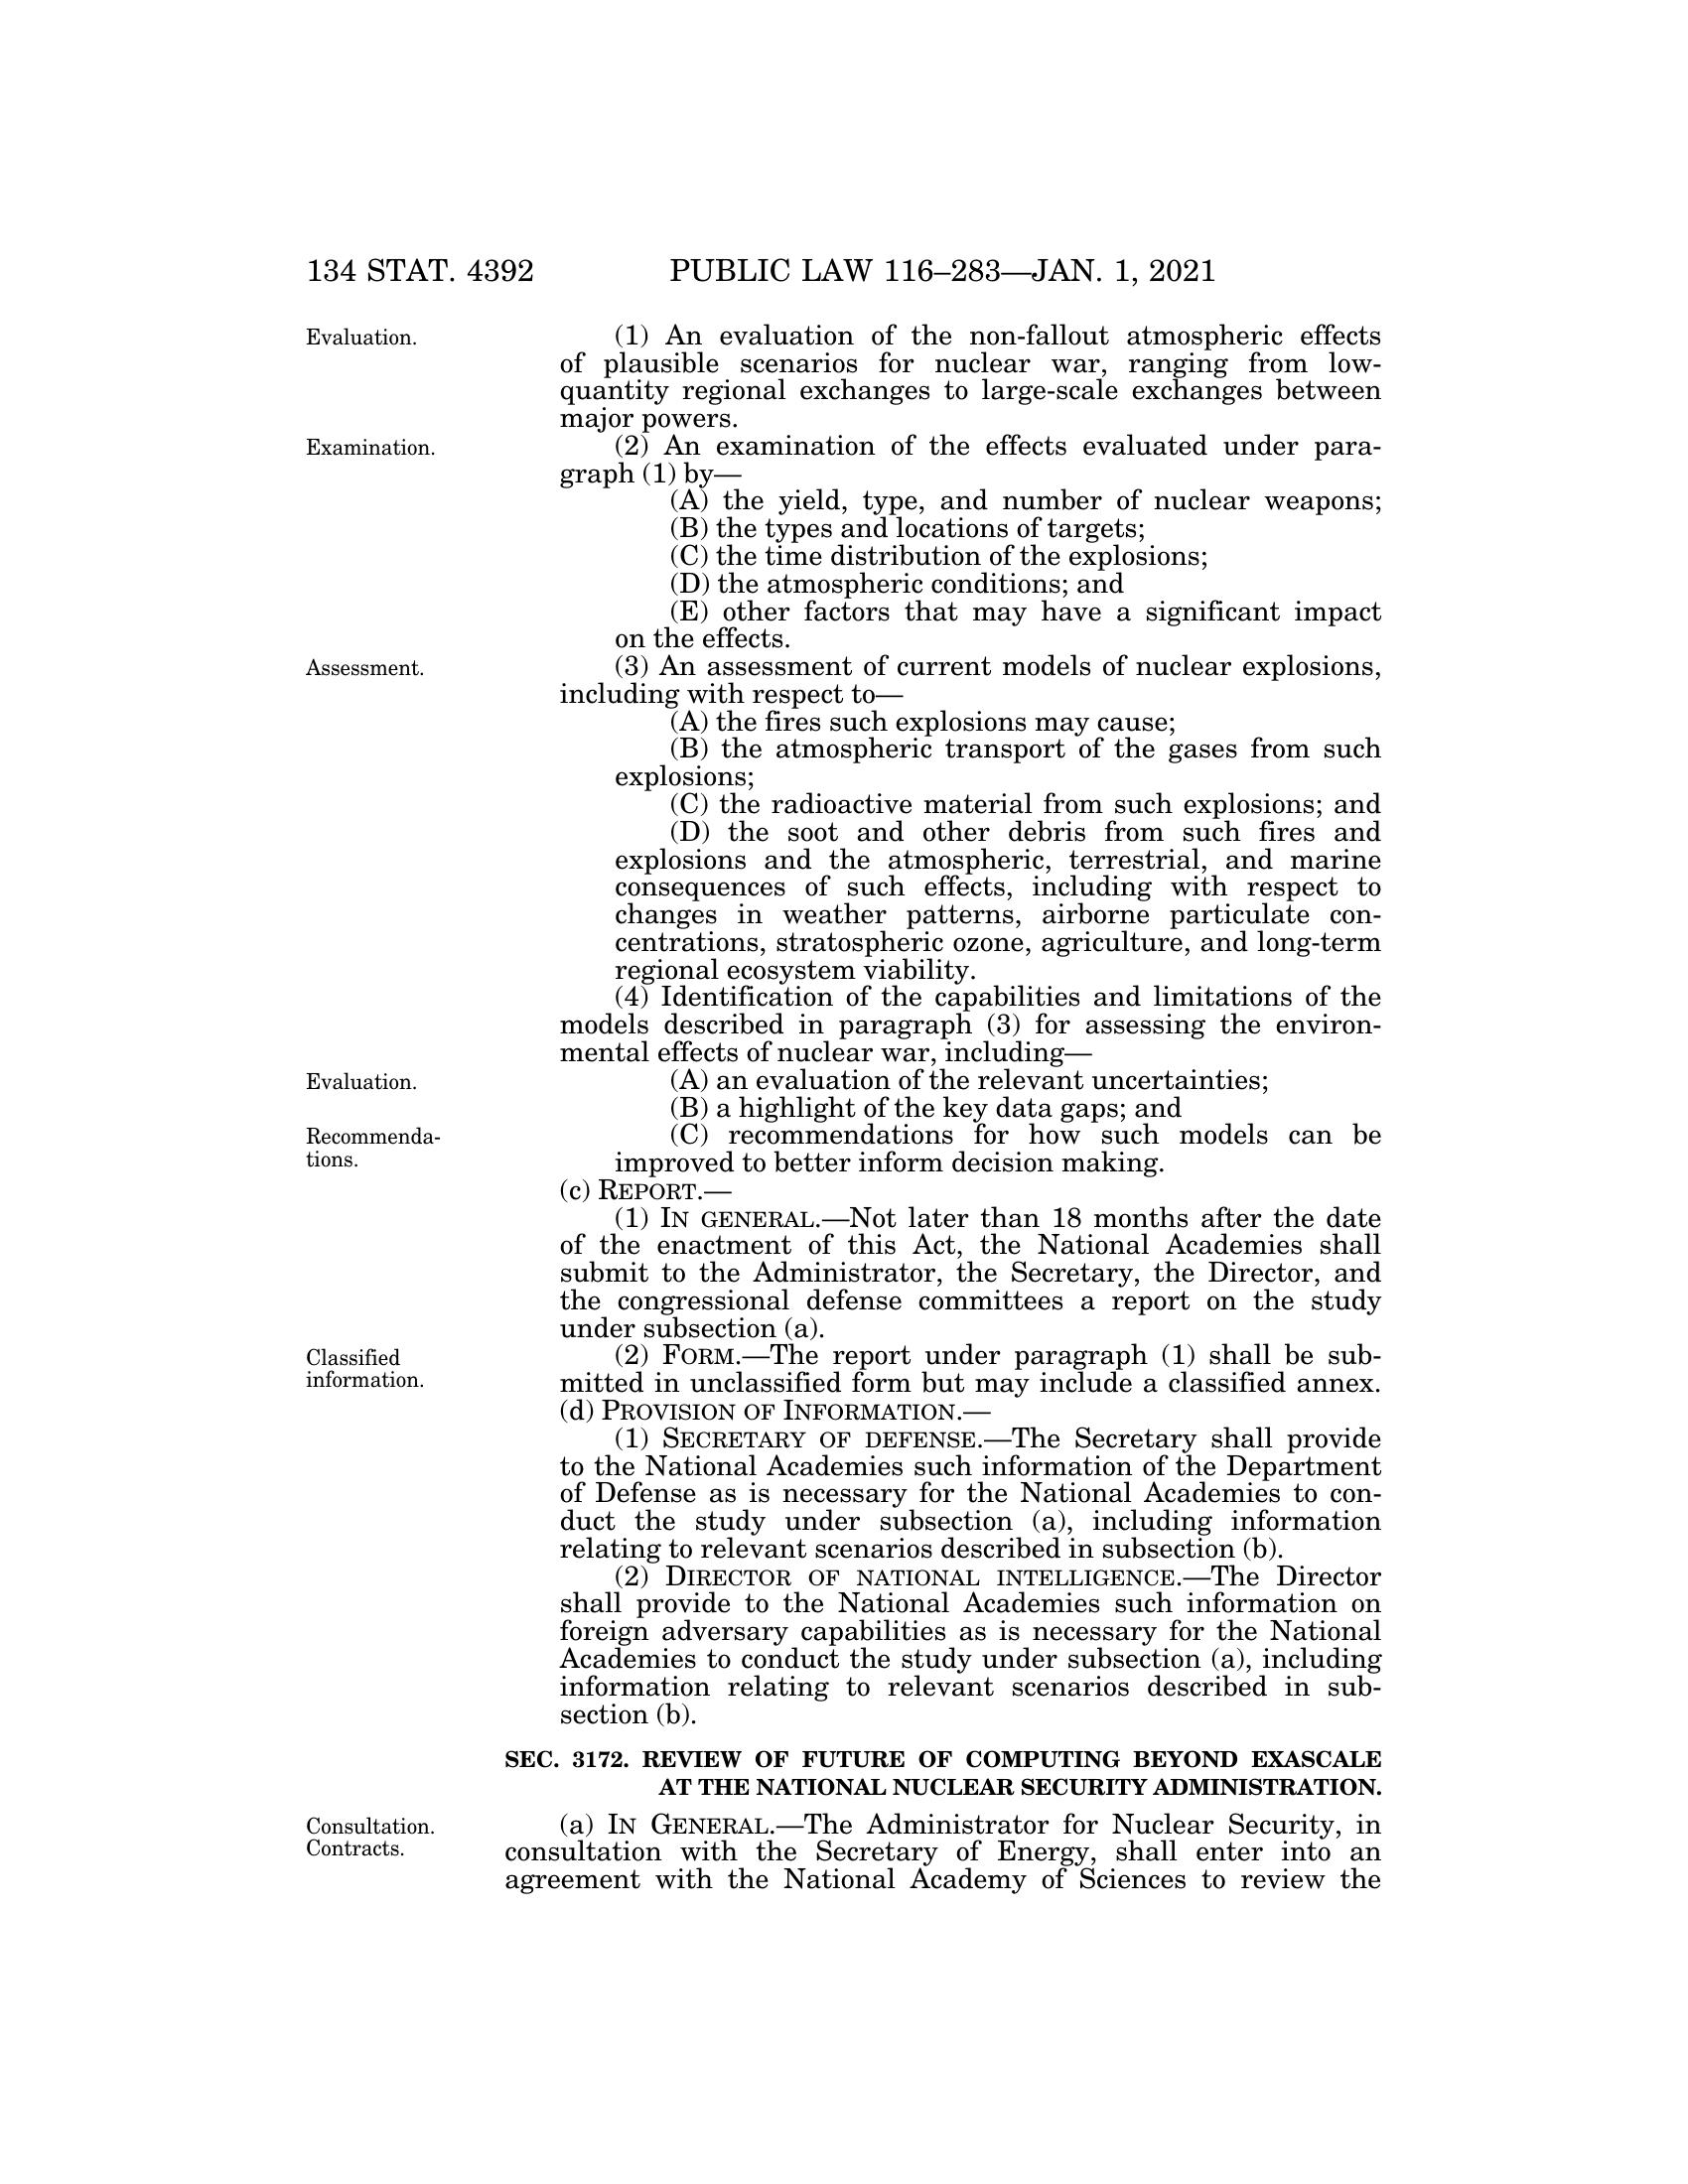 134 STAT. 4392 PUBLIC LAW 116–283—JAN. 1, 2021
Evaluation.
(1) An evaluation of the non-fallout atmospheric effects
of plausible scenarios for nuclear war, ranging from low-
quantity regional exchanges to large-scale exchanges between
major powers.
Examination.
(2) An examination of the effects evaluated under para-
graph (1) by—
(A) the yield, type, and number of nuclear weapons;
(B) the types and locations of targets;
(C) the time distribution of the explosions;
(D) the atmospheric conditions; and
(E) other factors that may have a significant impact
on the effects.
Assessment.
(3) An assessment of current models of nuclear explosions,
including with respect to—
(A) the fires such explosions may cause;
(B) the atmospheric transport of the gases from such
explosions;
(C) the radioactive material from such explosions; and
(D) the soot and other debris from such fires and
explosions and the atmospheric, terrestrial, and marine
consequences of such effects, including with respect to
changes in weather patterns, airborne particulate con-
centrations, stratospheric ozone, agriculture, and long-term
regional ecosystem viability.
(4) Identification of the capabilities and limitations of the
models described in paragraph (3) for assessing the environ-
mental effects of nuclear war, including—
Evaluation.
(A) an evaluation of the relevant uncertainties;
(B) a highlight of the key data gaps; and
Recommenda-
tions.
(C) recommendations for how such models can be
improved to better inform decision making.
(c) REPORT.—
(1) IN GENERAL.—Not later than 18 months after the date
of the enactment of this Act, the National Academies shall
submit to the Administrator, the Secretary, the Director, and
the congressional defense committees a report on the study
under subsection (a).
Classified
information.
(2) FORM.—The report under paragraph (1) shall be sub-
mitted in unclassified form but may include a classified annex.
(d) PROVISION OF INFORMATION.—
(1) SECRETARY OF DEFENSE.—The Secretary shall provide
to the National Academies such information of the Department
of Defense as is necessary for the National Academies to con-
duct the study under subsection (a), including information
relating to relevant scenarios described in subsection (b).
(2) DIRECTOR OF NATIONAL INTELLIGENCE.—The Director
shall provide to the National Academies such information on
foreign adversary capabilities as is necessary for the National
Academies to conduct the study under subsection (a), including
information relating to relevant scenarios described in sub-
section (b).
SEC. 3172. REVIEW OF FUTURE OF COMPUTING BEYOND EXASCALE
AT THE NATIONAL NUCLEAR SECURITY ADMINISTRATION.
Consultation.
Contracts.
(a) IN GENERAL.—The Administrator for Nuclear Security, in
consultation with the Secretary of Energy, shall enter into an
agreement with the National Academy of Sciences to review the